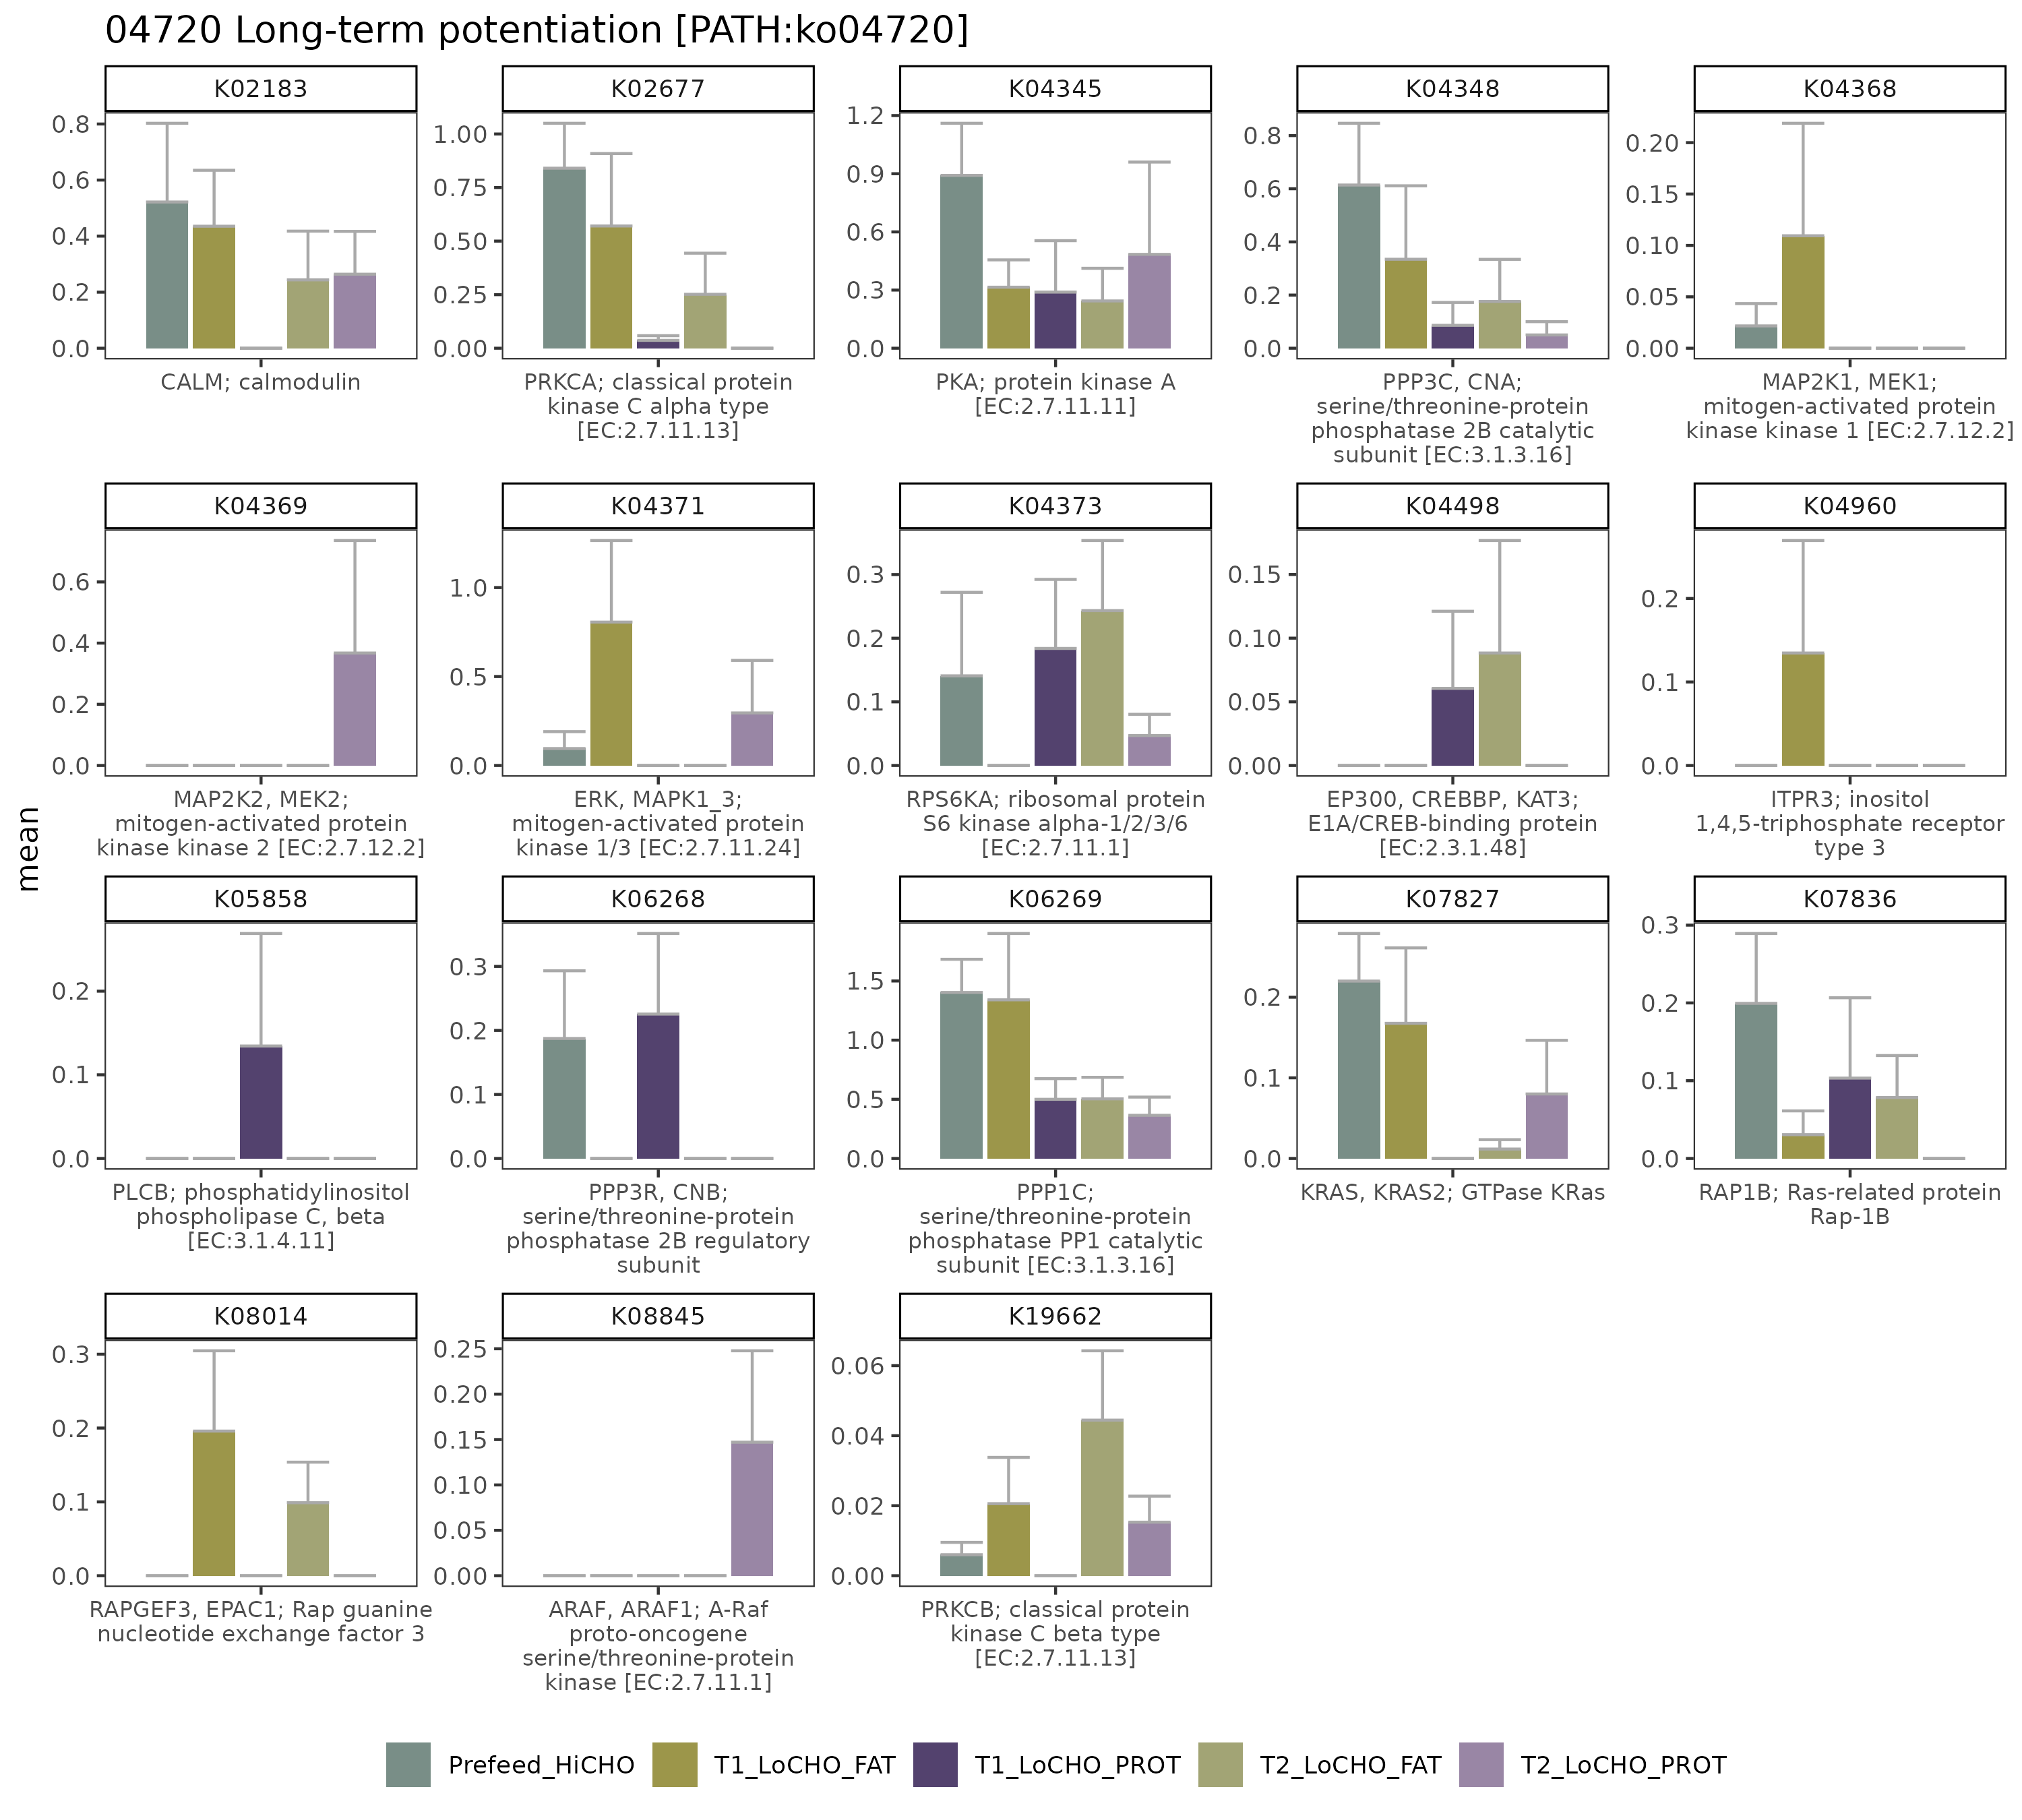 04720 Long-term potentiation [PATH:ko04720]
mean
K02183
0.8
0.6
0.4
0.2
0.0
CALM; calmodulin
K02677
1.00
0.75
0.50
0.25
0.00
PRKCA; classical protein
kinase C alpha type
[EC:2.7.11.13]
K04345
1.2
0.9
0.6
0.3
0.0
PKA; protein kinase A
[EC:2.7.11.11]
K04348
0.8
0.6
0.4
0.2
0.0
PPP3C, CNA;
serine/threonine-protein
phosphatase 2B catalytic
subunit [EC:3.1.3.16]
K04368
0.20
0.15
0.10
0.05
0.00
MAP2K1, MEK1;
mitogen-activated protein
kinase kinase 1 [EC:2.7.12.2]
K04369
0.6
0.4
0.2
0.0
MAP2K2, MEK2;
mitogen-activated protein
kinase kinase 2 [EC:2.7.12.2]
K04371
1.0
0.5
0.0
ERK, MAPK1_3;
mitogen-activated protein
kinase 1/3 [EC:2.7.11.24]
K04373
0.3
0.2
0.1
0.0
RPS6KA; ribosomal protein
S6 kinase alpha-1/2/3/6
[EC:2.7.11.1]
K04498
0.15
0.10
0.05
0.00
EP300, CREBBP, KAT3;
E1A/CREB-binding protein
[EC:2.3.1.48]
K04960
0.2
0.1
0.0
ITPR3; inositol
1,4,5-triphosphate receptor
type 3
K05858
0.2
0.1
0.0
PLCB; phosphatidylinositol
phospholipase C, beta
[EC:3.1.4.11]
K06268
0.3
0.2
0.1
0.0
PPP3R, CNB;
serine/threonine-protein
phosphatase 2B regulatory
subunit
K06269
1.5
1.0
0.5
0.0
PPP1C;
serine/threonine-protein
phosphatase PP1 catalytic
subunit [EC:3.1.3.16]
K07827
0.2
0.1
0.0
KRAS, KRAS2; GTPase KRas
K07836
0.3
0.2
0.1
0.0
RAP1B; Ras-related protein
Rap-1B
K08014
0.3
0.2
0.1
0.0
RAPGEF3, EPAC1; Rap guanine
nucleotide exchange factor 3
K08845
0.25
0.20
0.15
0.10
0.05
0.00
ARAF, ARAF1; A-Raf
proto-oncogene
serine/threonine-protein
kinase [EC:2.7.11.1]
K19662
0.06
0.04
0.02
0.00
PRKCB; classical protein
kinase C beta type
[EC:2.7.11.13]
Prefeed_HiCHO
T1_LoCHO_FAT
T1_LoCHO_PROT
T2_LoCHO_FAT
T2_LoCHO_PROT